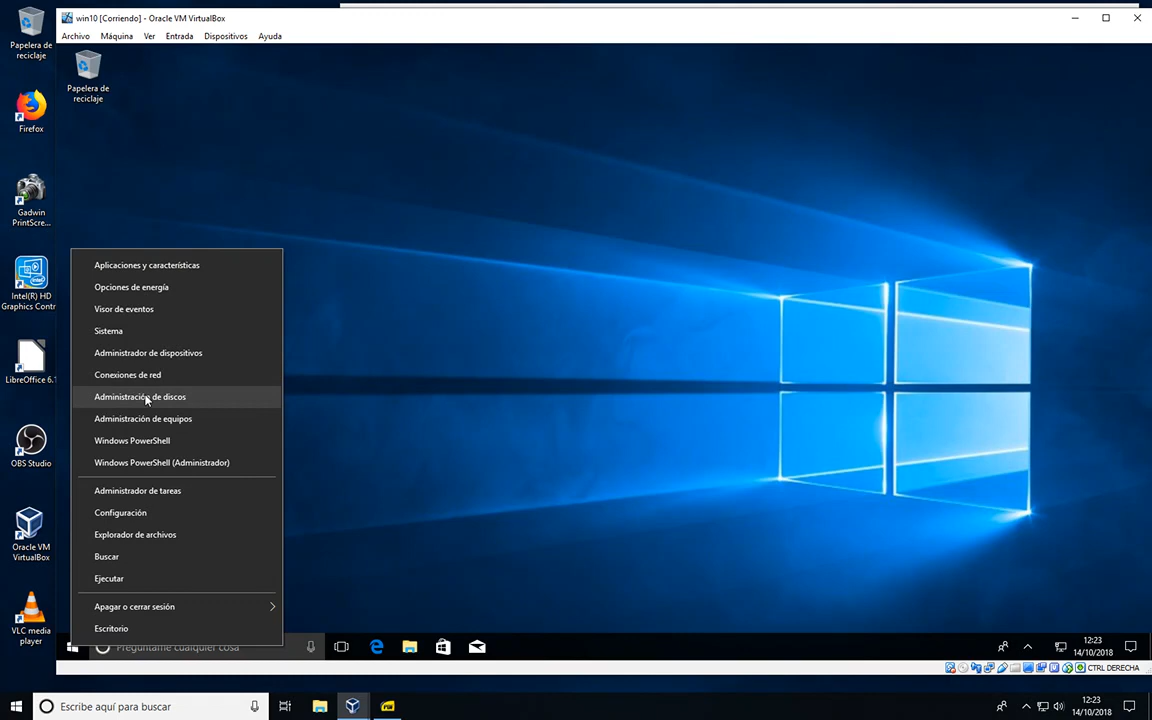 Papelera de
reciclaje
Firefox
Gadwin
PrintScre...
Intel(R) HD
Graphics Contr
LibreOffice 6.1
OBS Studio
Oracle VM
VirtualBox
VLC media
player
win10 [Corriendo] - Oracle VM VirtualBox
Archivo Máquina Ver Entrada Dispositivos Ayuda
Papelera de
reciclaje
Aplicaciones y características
Opciones de energía
Visor de eventos
Sistema
Administrador de dispositivos
Conexiones de red
Administración de discos
Administración de equipos
Windows PowerShell
Windows PowerShell (Administrador)
Administrador de tareas
Configuración
Explorador de archivos
Buscar
Ejecutar
Apagar o cerrar sesión
Escritorio
Pregúntame cualquier cosa
12:23
14/10/2018
CTRL DERECHA
Escribe aquí para buscar
12:23
14/10/2018